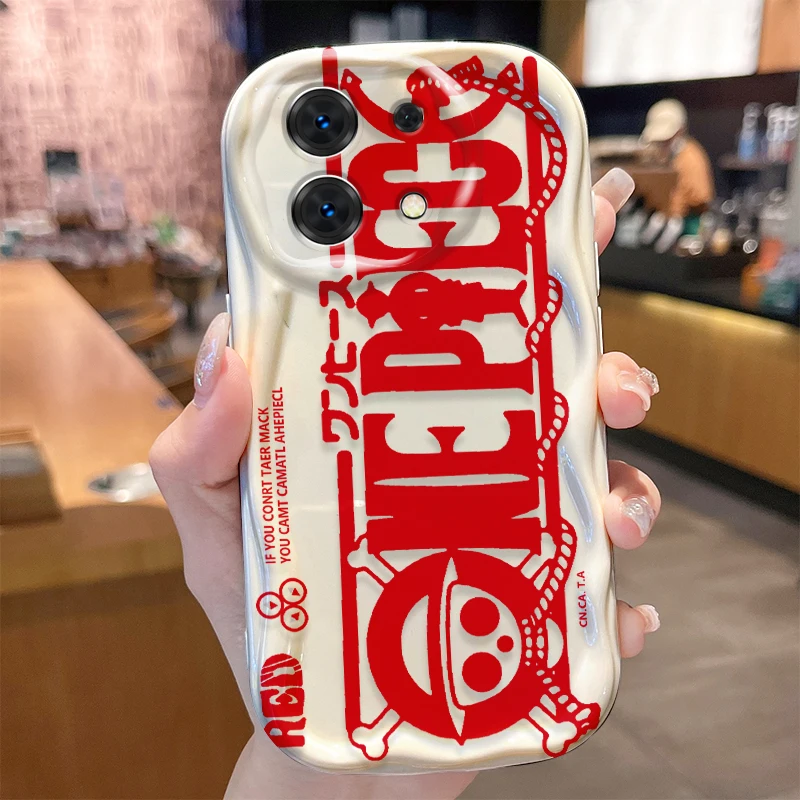 ONE PIECE
ワンピース
IF YOU CONRT TAER MACK
YOU CAMT CAMATL AHEPIECL
RED
CN.CA. T.A